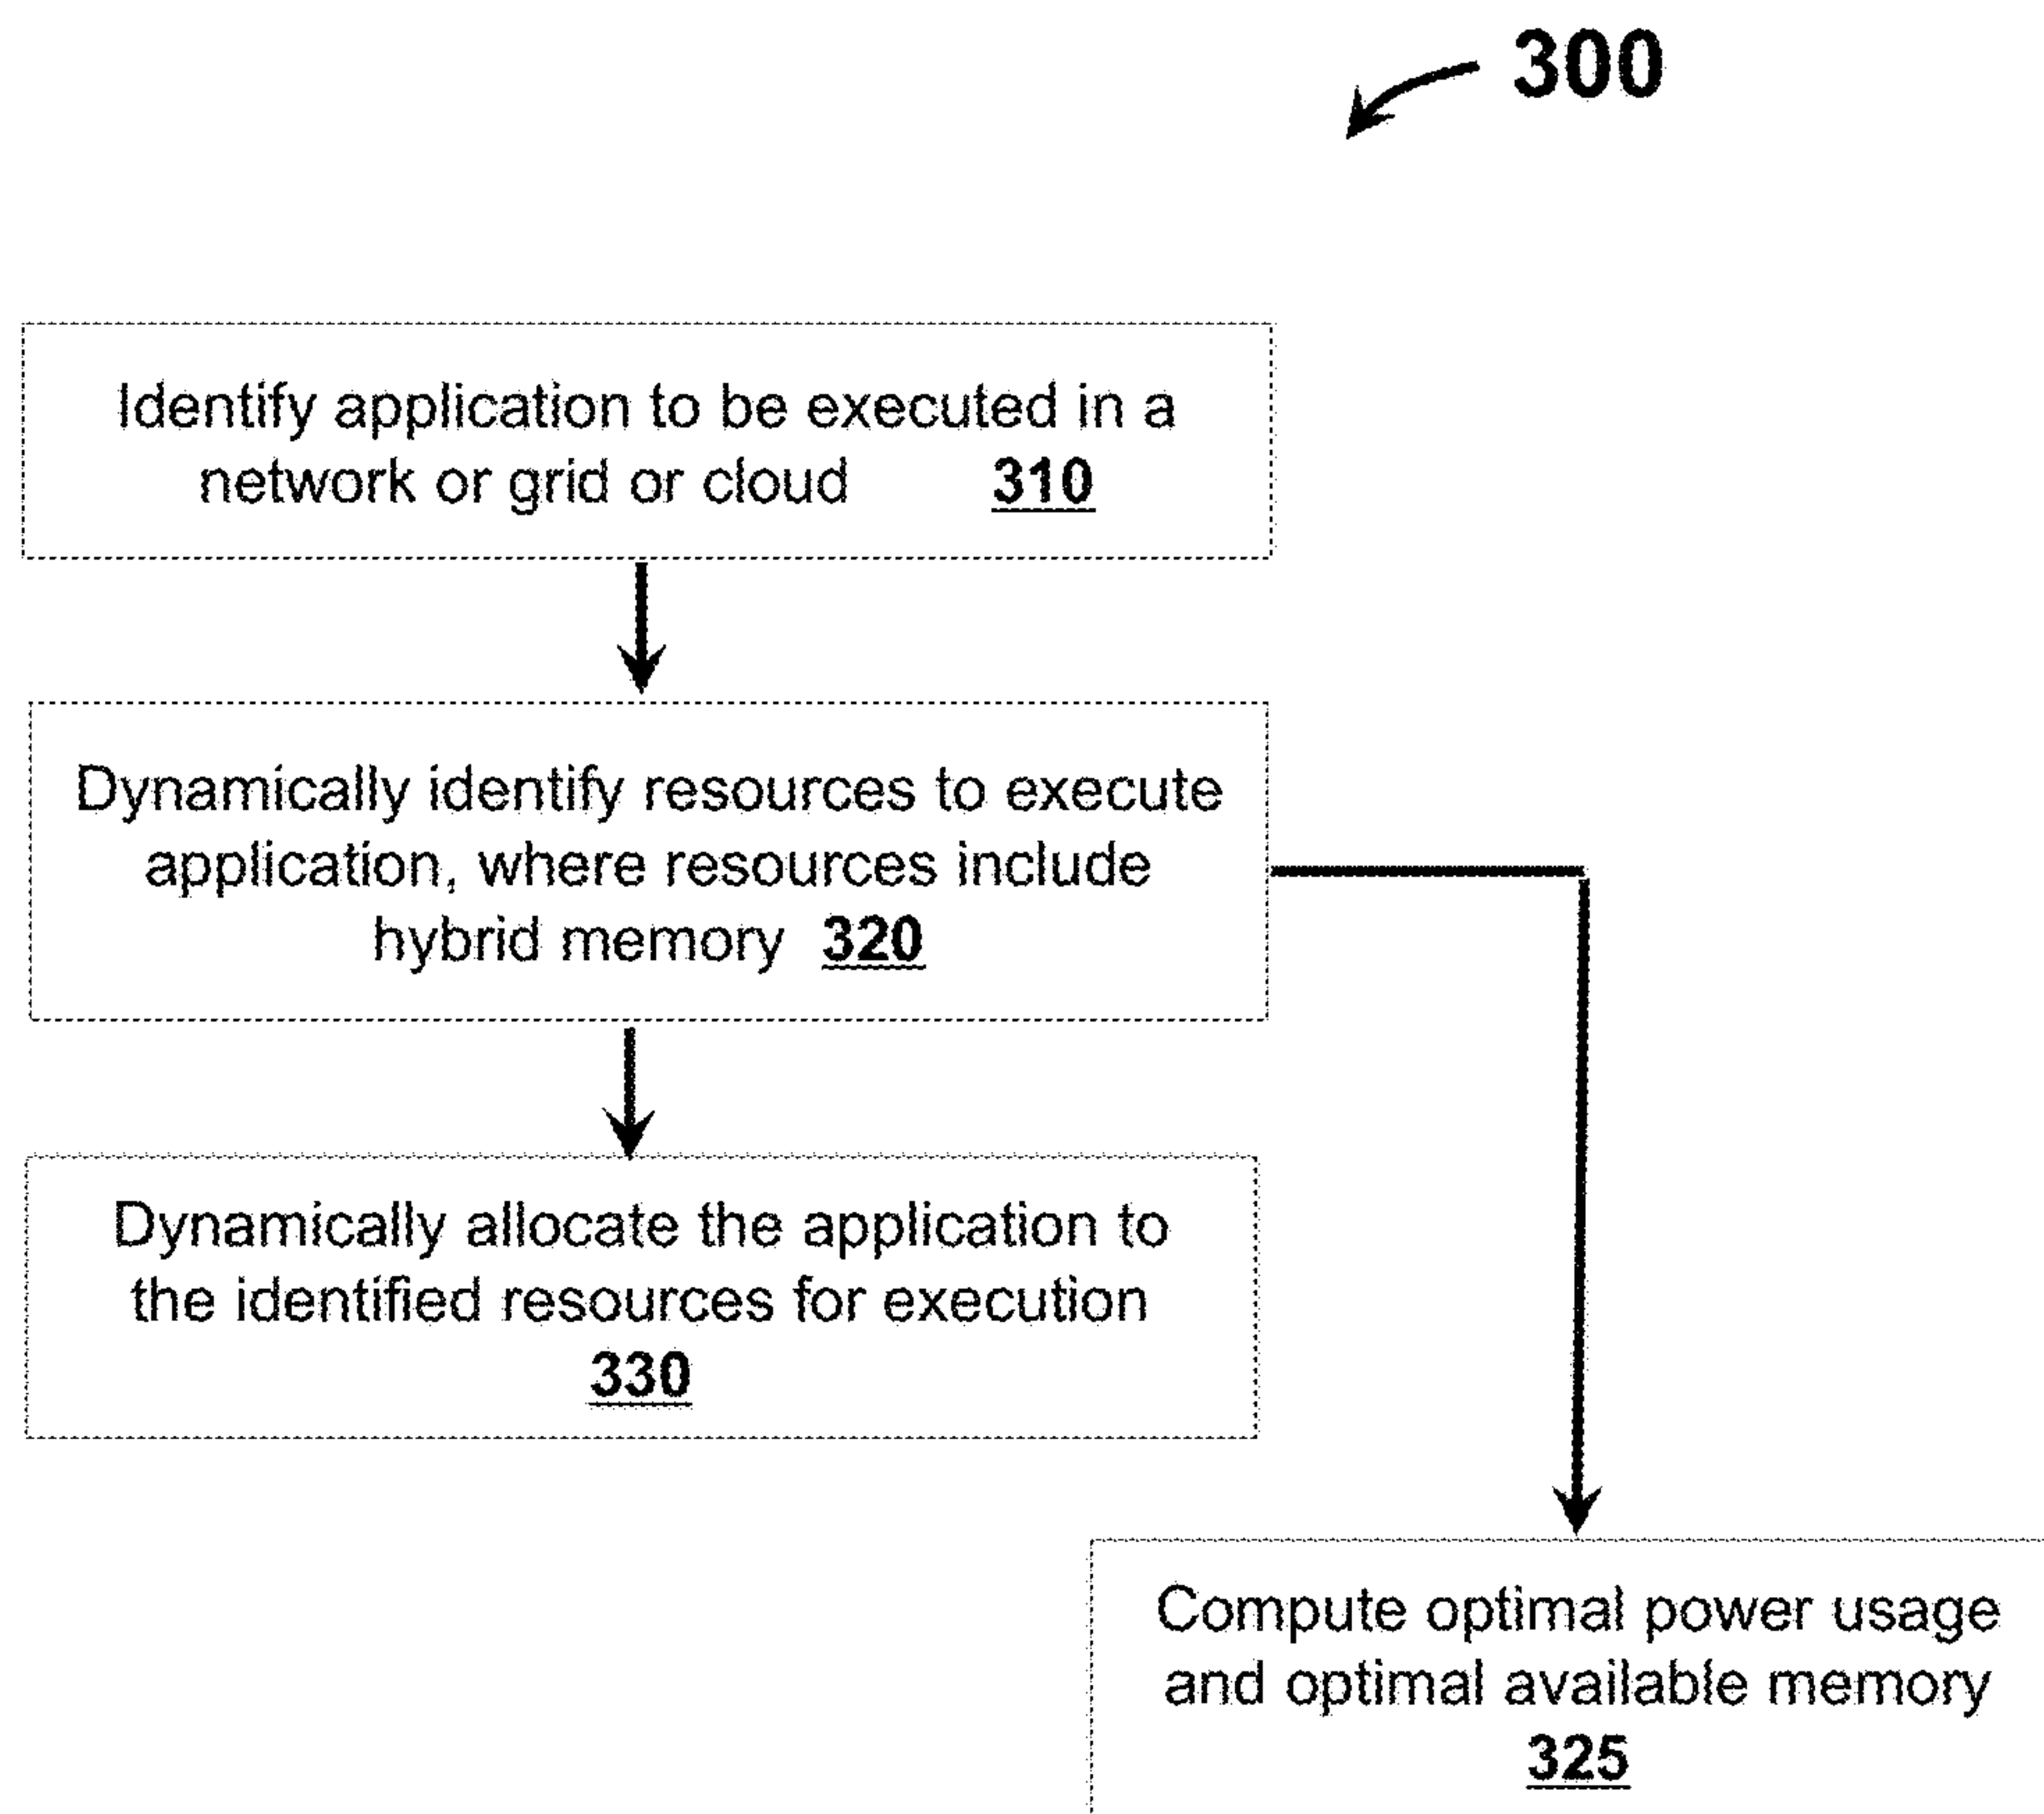 300
Identify application to be executed in a
network or grid or cloud 310
Dynamically identify resources to execute
application, where resources include
hybrid memory 320
Dynamically allocate the application to
the identified resources for execution
330
Compute optimal power usage
and optimal available memory
325